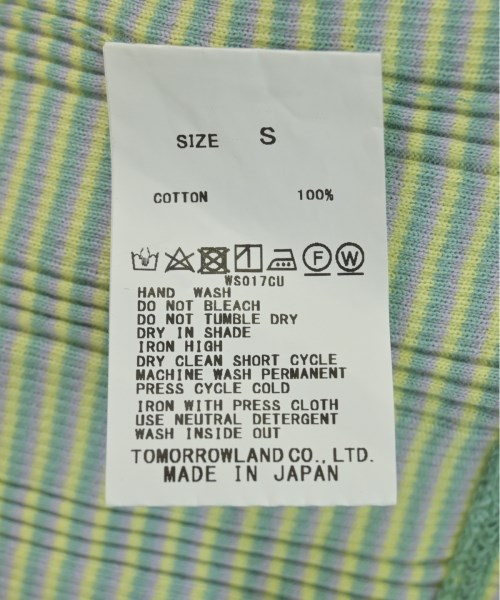 SIZE S
COTTON 100%
F W
WS017CU
HAND WASH
DO NOT BLEACH
DO NOT TUMBLE DRY
DRY IN SHADE
IRON HIGH
DRY CLEAN SHORT CYCLE
MACHINE WASH PERMANENT
PRESS CYCLE COLD
IRON WITH PRESS CLOTH
USE NEUTRAL DETERGENT
WASH INSIDE OUT
TOMORROWLAND CO., LTD.
MADE IN JAPAN